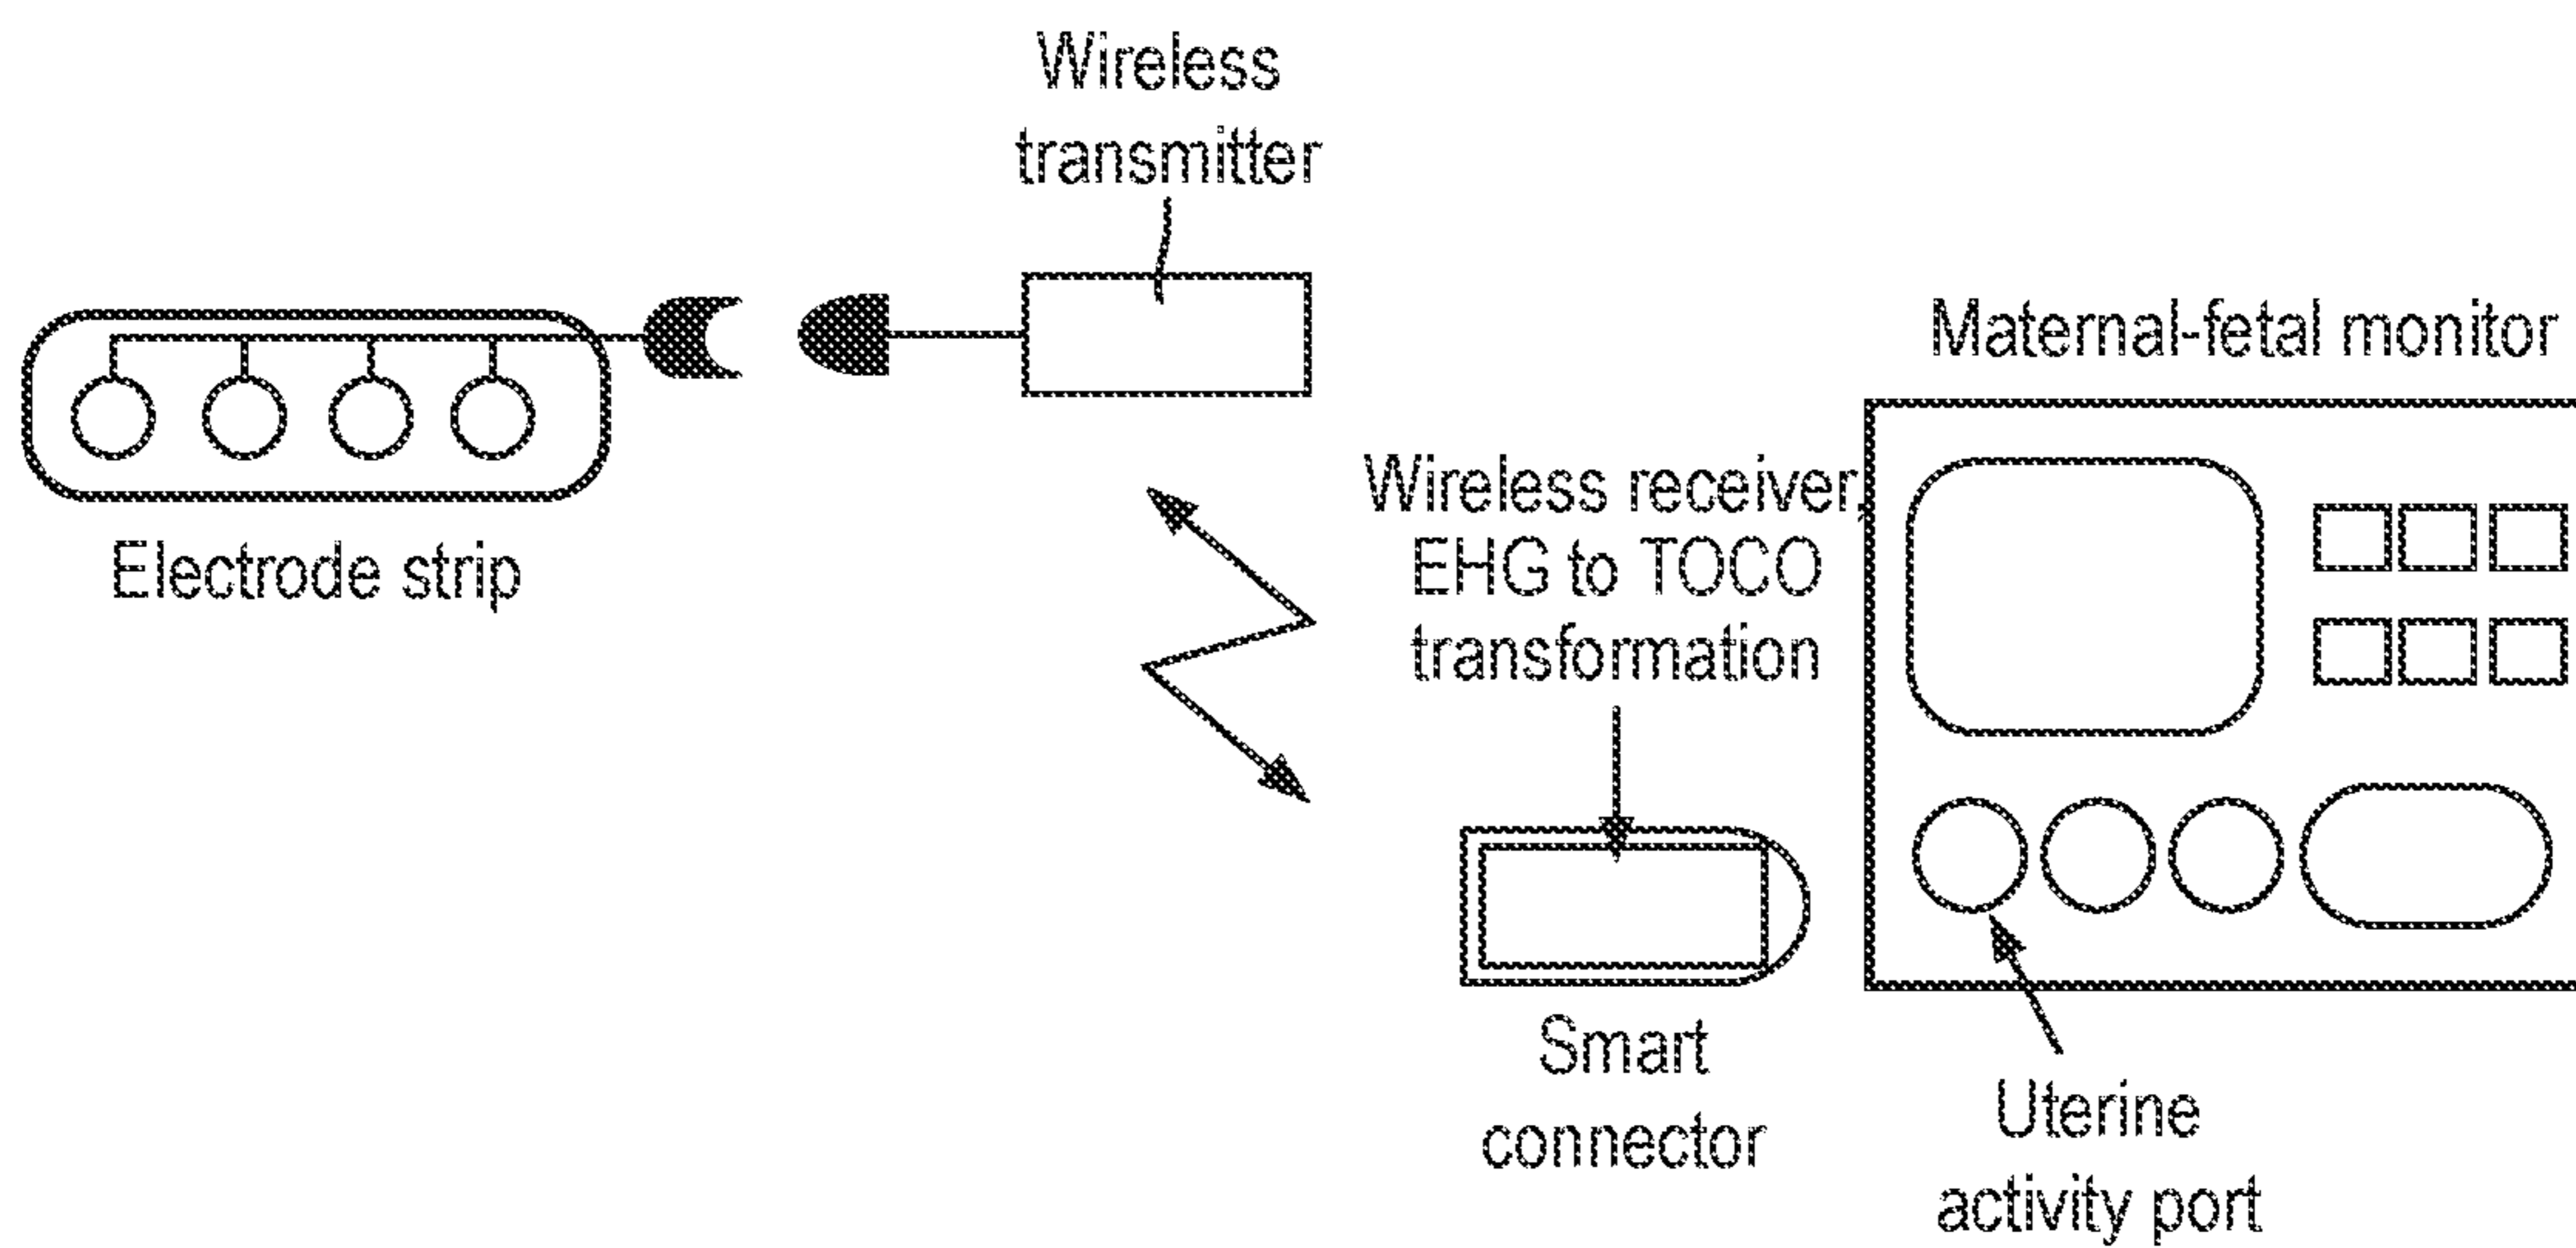 Wireless
transmitter
Electrode strip
Maternal-fetal monitor
Wireless receiver,
EHG to TOCO
transformation
Smart
connector
Uterine
activity port